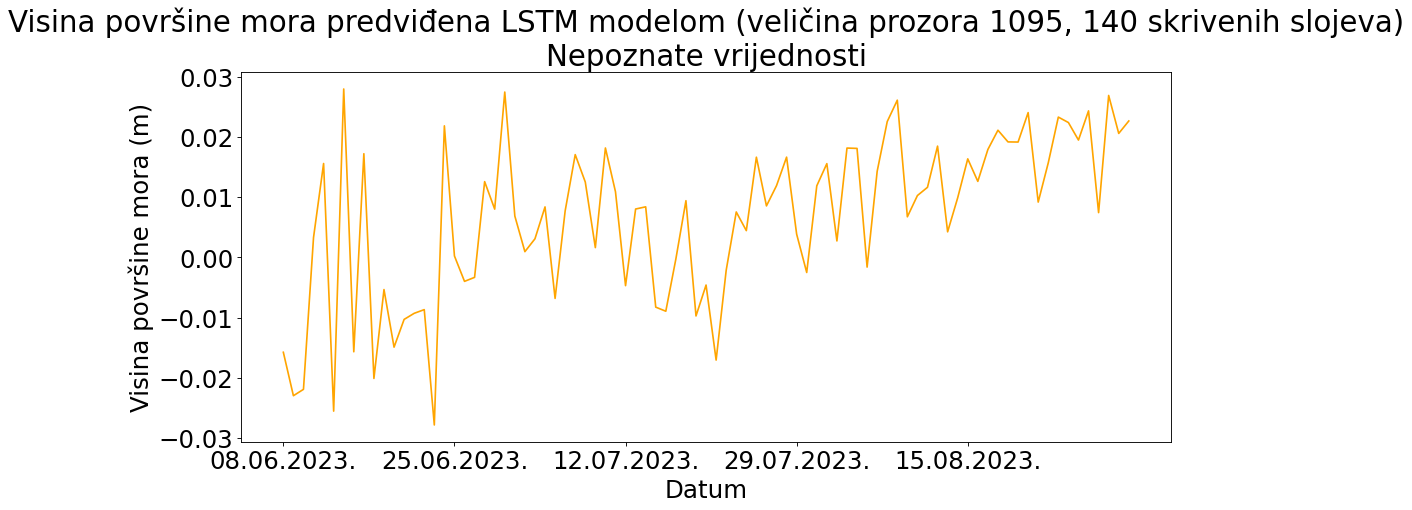 Visina površine mora predviđena LSTM modelom (veličina prozora 1095, 140 skrivenih slojeva)
Nepoznate vrijednosti
Visina površine mora (m)
0.03
0.02
0.01
0.00
−0.01
−0.02
−0.03
08.06.2023. 25.06.2023. 12.07.2023. 29.07.2023. 15.08.2023.
Datum